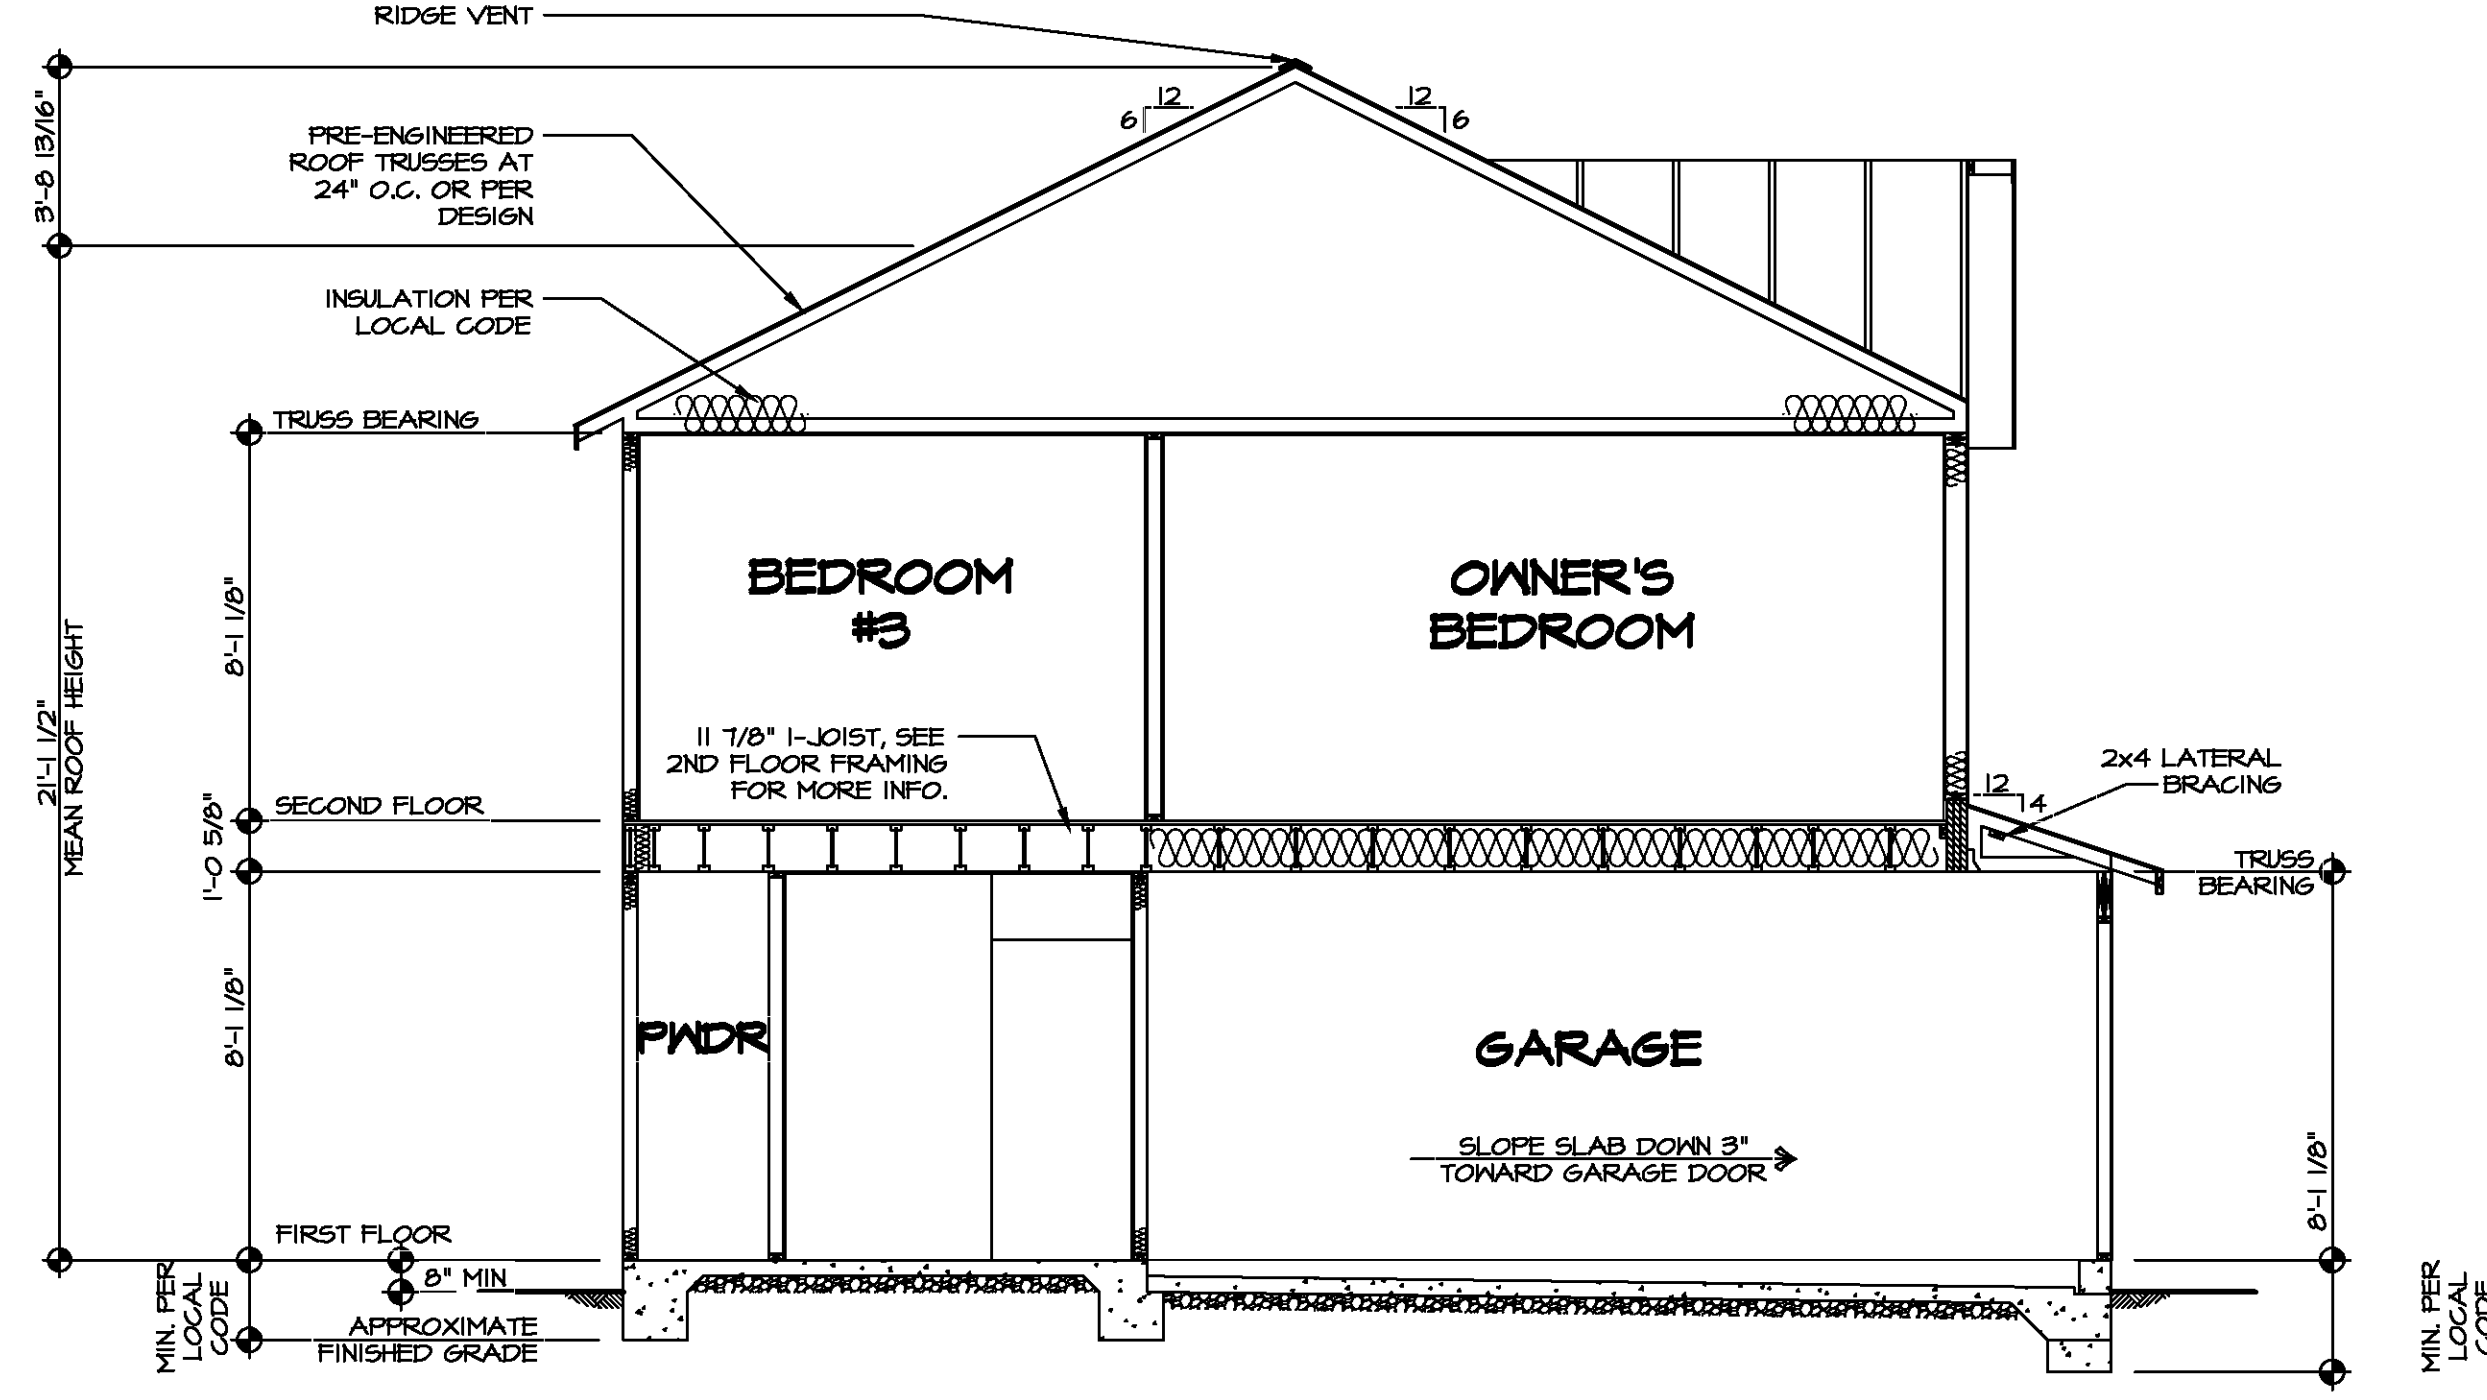 RIDGE VENT
3'-8 13/16"
12
6
12
6
PRE-ENGINEERED
ROOF TRUSSES AT
24" O.C. OR PER
DESIGN
INSULATION PER
LOCAL CODE
TRUSS BEARING
8'-1 1/8"
BEDROOM
#3
OWNER'S
BEDROOM
21'-1 1/2"
MEAN ROOF HEIGHT
11 7/8" I-JOIST, SEE
2ND FLOOR FRAMING
FOR MORE INFO.
2x4 LATERAL
BRACING
12
4
SECOND FLOOR
1'-0 5/8"
TRUSS
BEARING
8'-1 1/8"
PWDR
GARAGE
SLOPE SLAB DOWN 3"
TOWARD GARAGE DOOR
8'-1 1/8"
FIRST FLOOR
8" MIN
MIN. PER
LOCAL
CODE
APPROXIMATE
FINISHED GRADE
MIN. PER
LOCAL
CODE